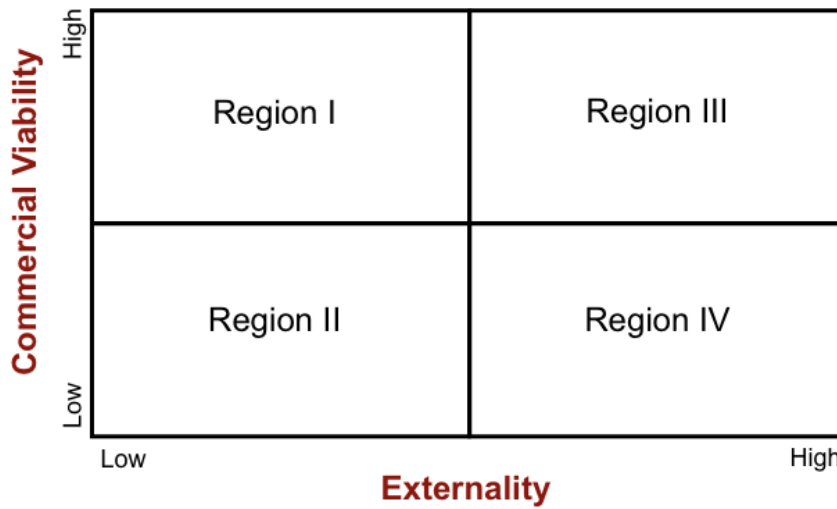 High
Commercial Viability
Low
Region I
Region III
Region II
Region IV
Low
High
Externality